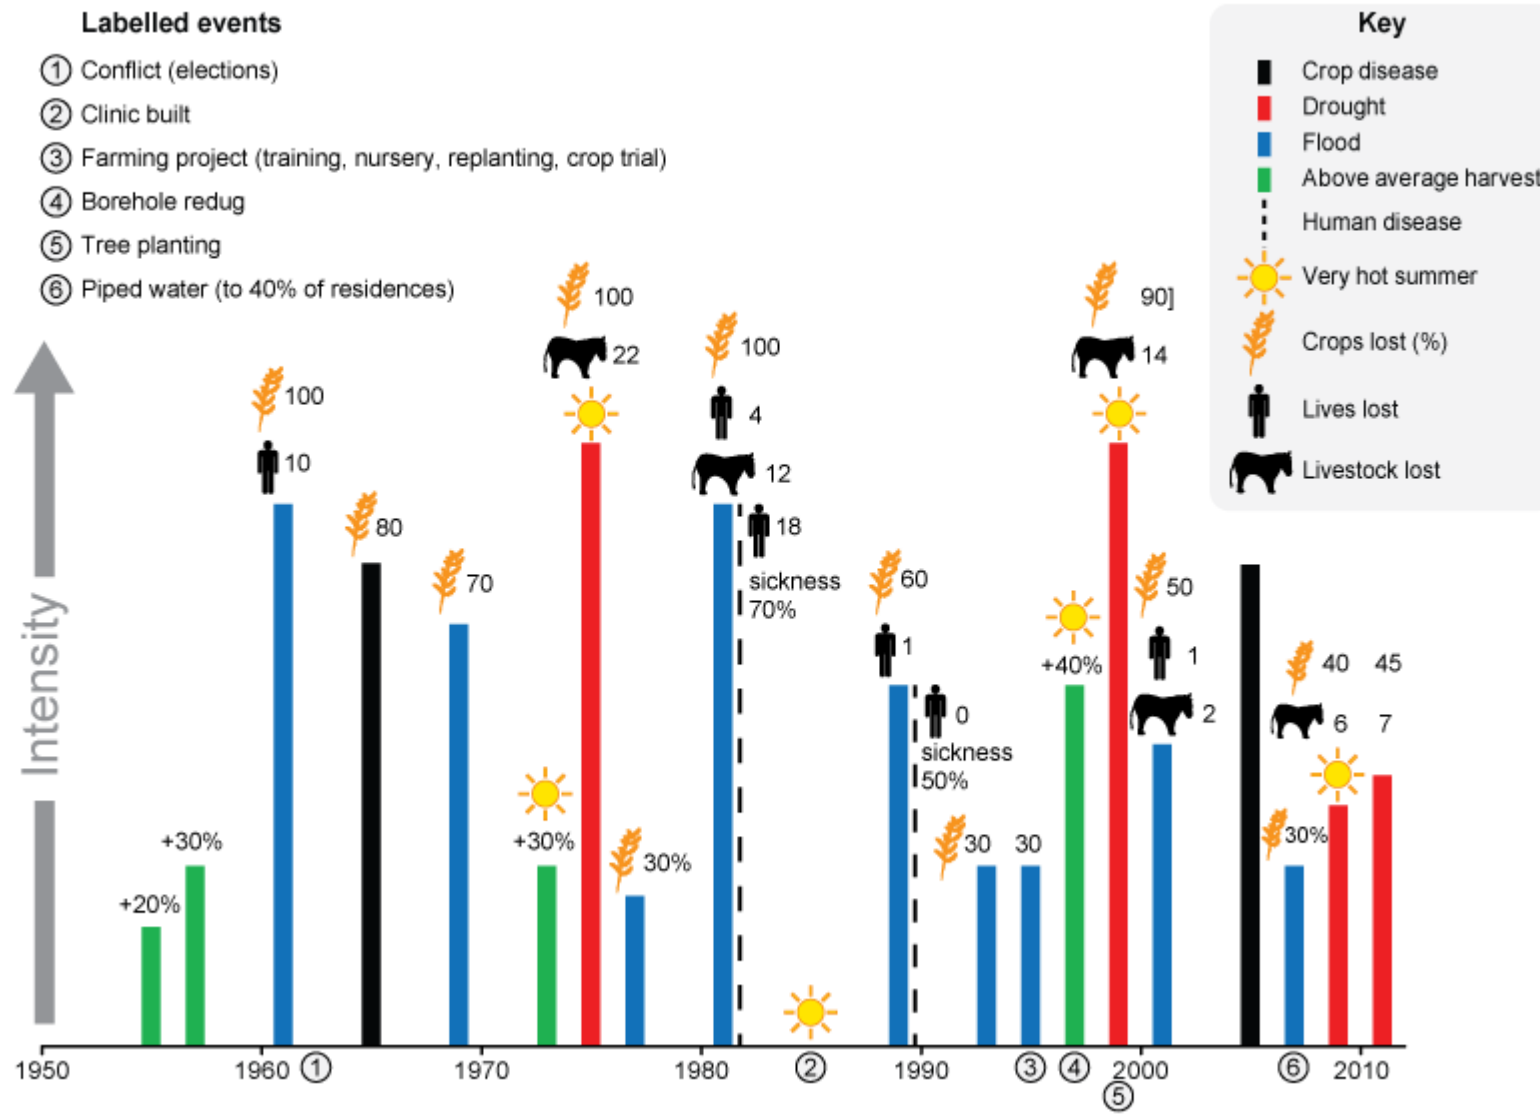 Labelled events
1 Conflict (elections)
2 Clinic built
3 Farming project (training, nursery, replanting, crop trial)
4 Borehole redug
5 Tree planting
6 Piped water (to 40% of residences)
Key
Crop disease
Drought
Flood
Above average harvest
Human disease
Very hot summer
Crops lost (%)
Lives lost
Livestock lost
Intensity
+20%
+30%
100
10
80
70
+30%
100
22
30%
100
4
12
18
sickness
70%
60
1
0
sickness
50%
30
30
+40%
90]
14
50
1
2
30%
40
6
45
7
1950
1960
1
1970
1980
2
1990
3
4
5
2000
6
2010